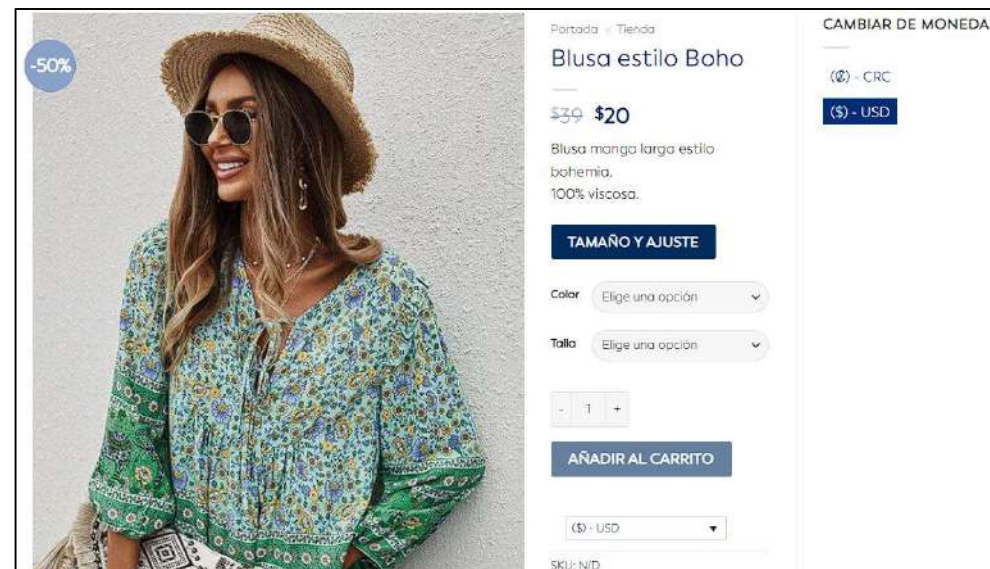 -50%
Portada / Tienda
Blusa estilo Boho
$39 $20
Blusa manga larga estilo
bohemia.
100% viscosa.
TAMAÑO Y AJUSTE
Color Elige una opción
Talla Elige una opción
- 1 +
AÑADIR AL CARRITO
($) - USD
SKU: N/D
CAMBIAR DE MONEDA
(₡) - CRC
($) - USD